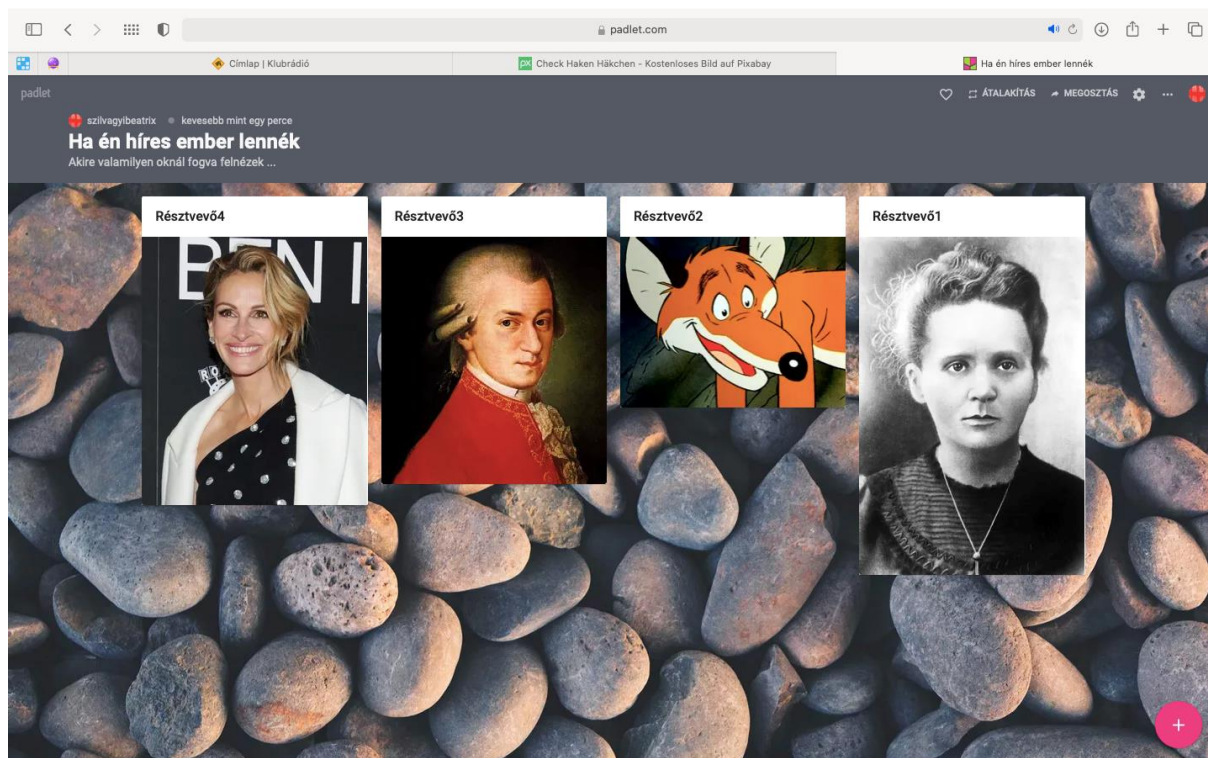 padlet.com
Címlap | Klubrádió
px
Check Haken Häkchen - Kostenloses Bild auf Pixabay
Ha én híres ember lennék
padlet
ÁTALAKÍTÁS
MEGOSZTÁS
szilvagyibeatrix
kevesebb mint egy perce
Ha én híres ember lennék
Akire valamilyen oknál fogva felnézek ...
Résztvevő4
Résztvevő3
Résztvevő2
Résztvevő1
BEN I